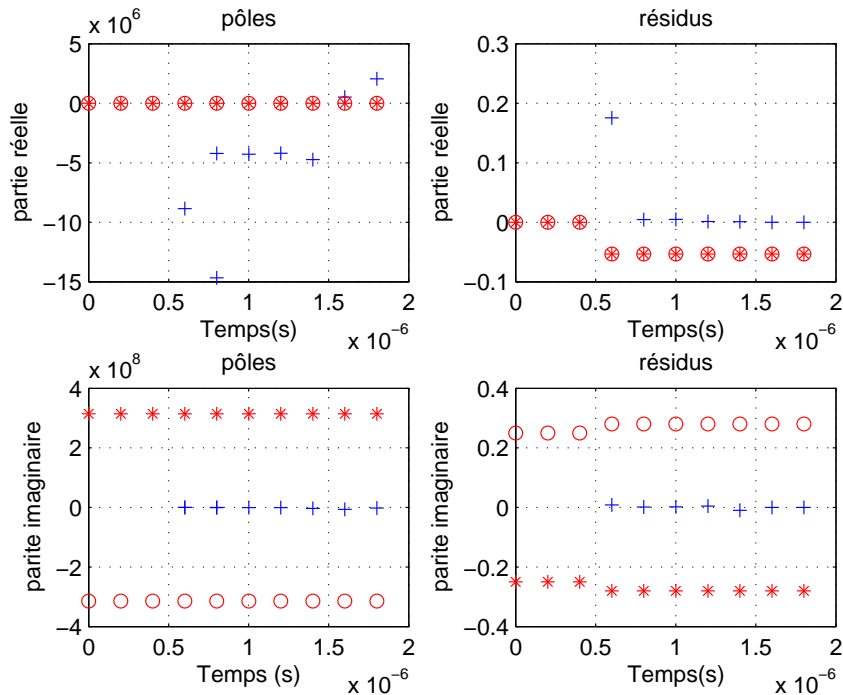 x 10^6
pôles
résidus
5
0
−5
−10
−15
partie réelle
0
0.5
1
1.5
2
Temps(s)
x 10^−6
0.3
0.2
0.1
0
−0.1
partie réelle
0
0.5
1
1.5
2
Temps(s)
x 10^−6
x 10^8
pôles
résidus
4
2
0
−2
−4
parite imaginaire
0
0.5
1
1.5
2
Temps (s)
x 10^−6
0.4
0.2
0
−0.2
−0.4
parite imaginaire
0
0.5
1
1.5
2
Temps(s)
x 10^−6